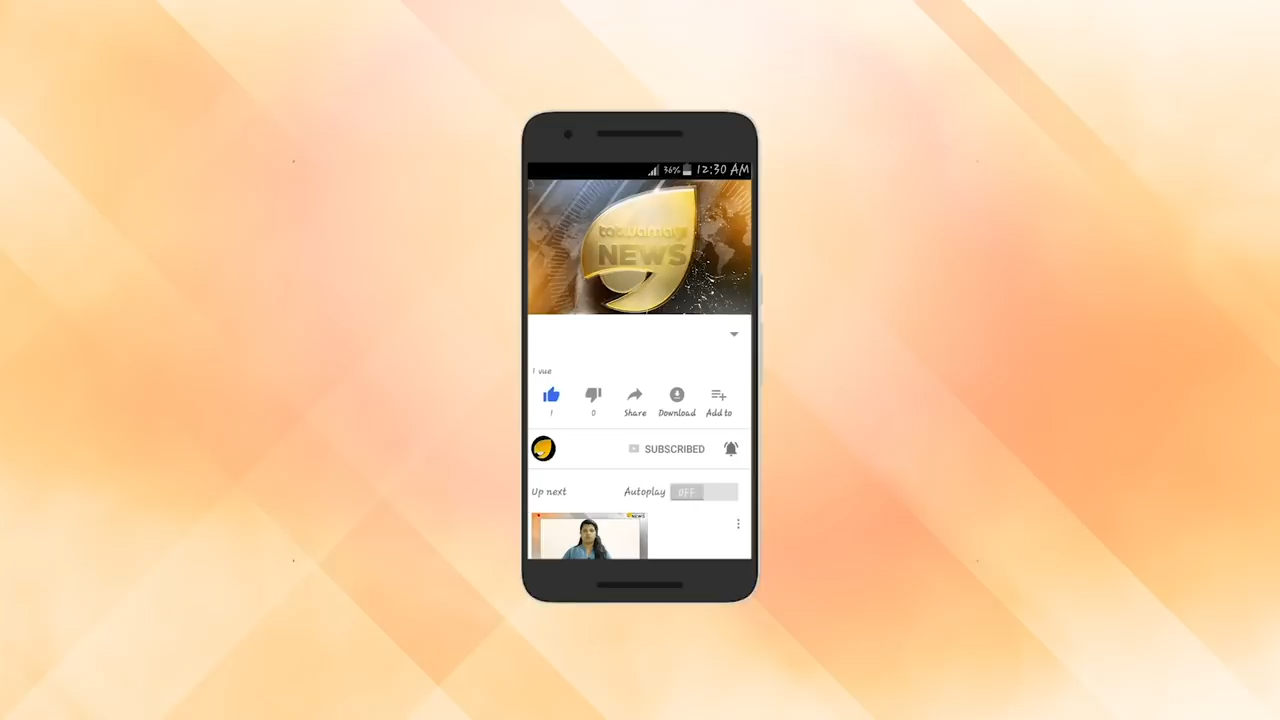 36% 12:30 AM
tatwamayi
NEWS
1 vue
1 0 Share Download Add to
SUBSCRIBED
Up next Autoplay OFF
NEWS